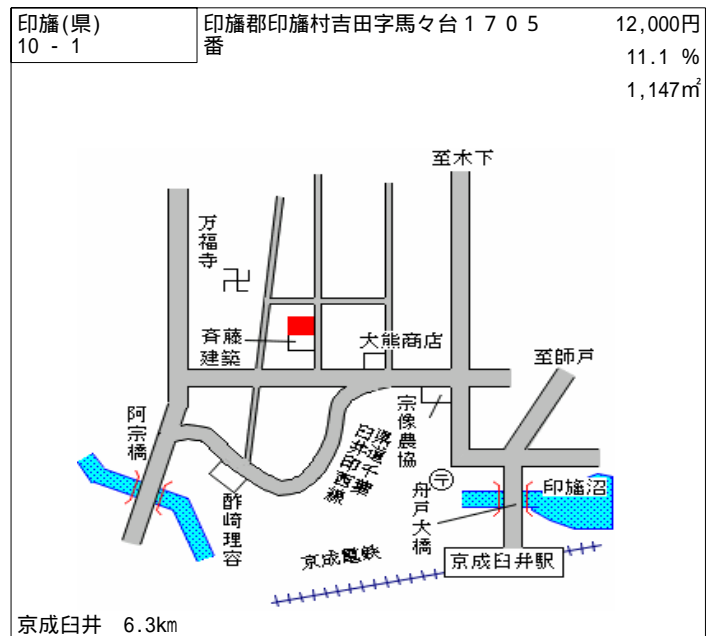 印旛(県)
10 - 1
印旛郡印旛村吉田字馬々台１７０５
番
12,000円
11.1 %
1,147㎡
至木下
万福寺
斉藤
建築
大熊商店
至師戸
阿宗橋
宗像農協
県道千葉
臼井印西線
〒
舟戸大橋
印旛沼
酢崎理容
京成電鉄
京成臼井駅
京成臼井　6.3km